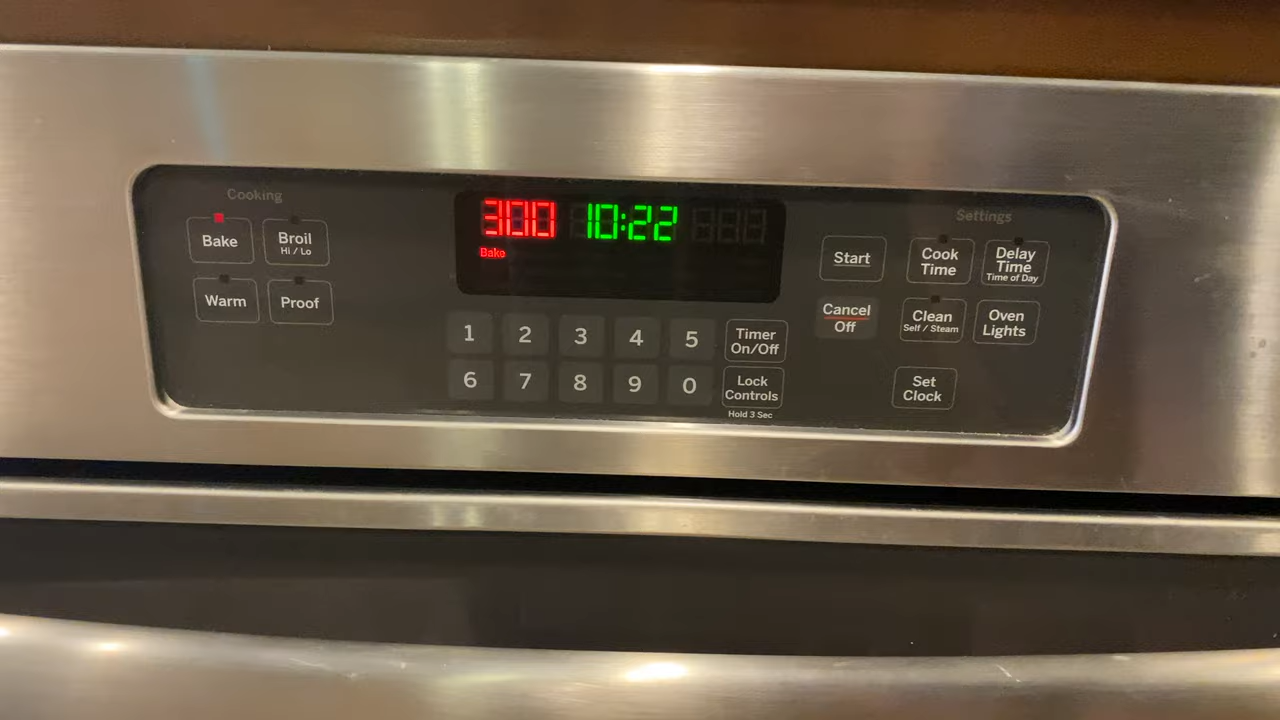 Cooking
Bake
Broil
Hi / Lo
Warm
Proof
300 10:22
Bake
1 2 3 4 5
6 7 8 9 0
Timer
On/Off
Lock
Controls
Hold 3 Sec
Start
Cancel
Off
Settings
Cook
Time
Delay
Time
Time of Day
Clean
Self / Steam
Oven
Lights
Set
Clock